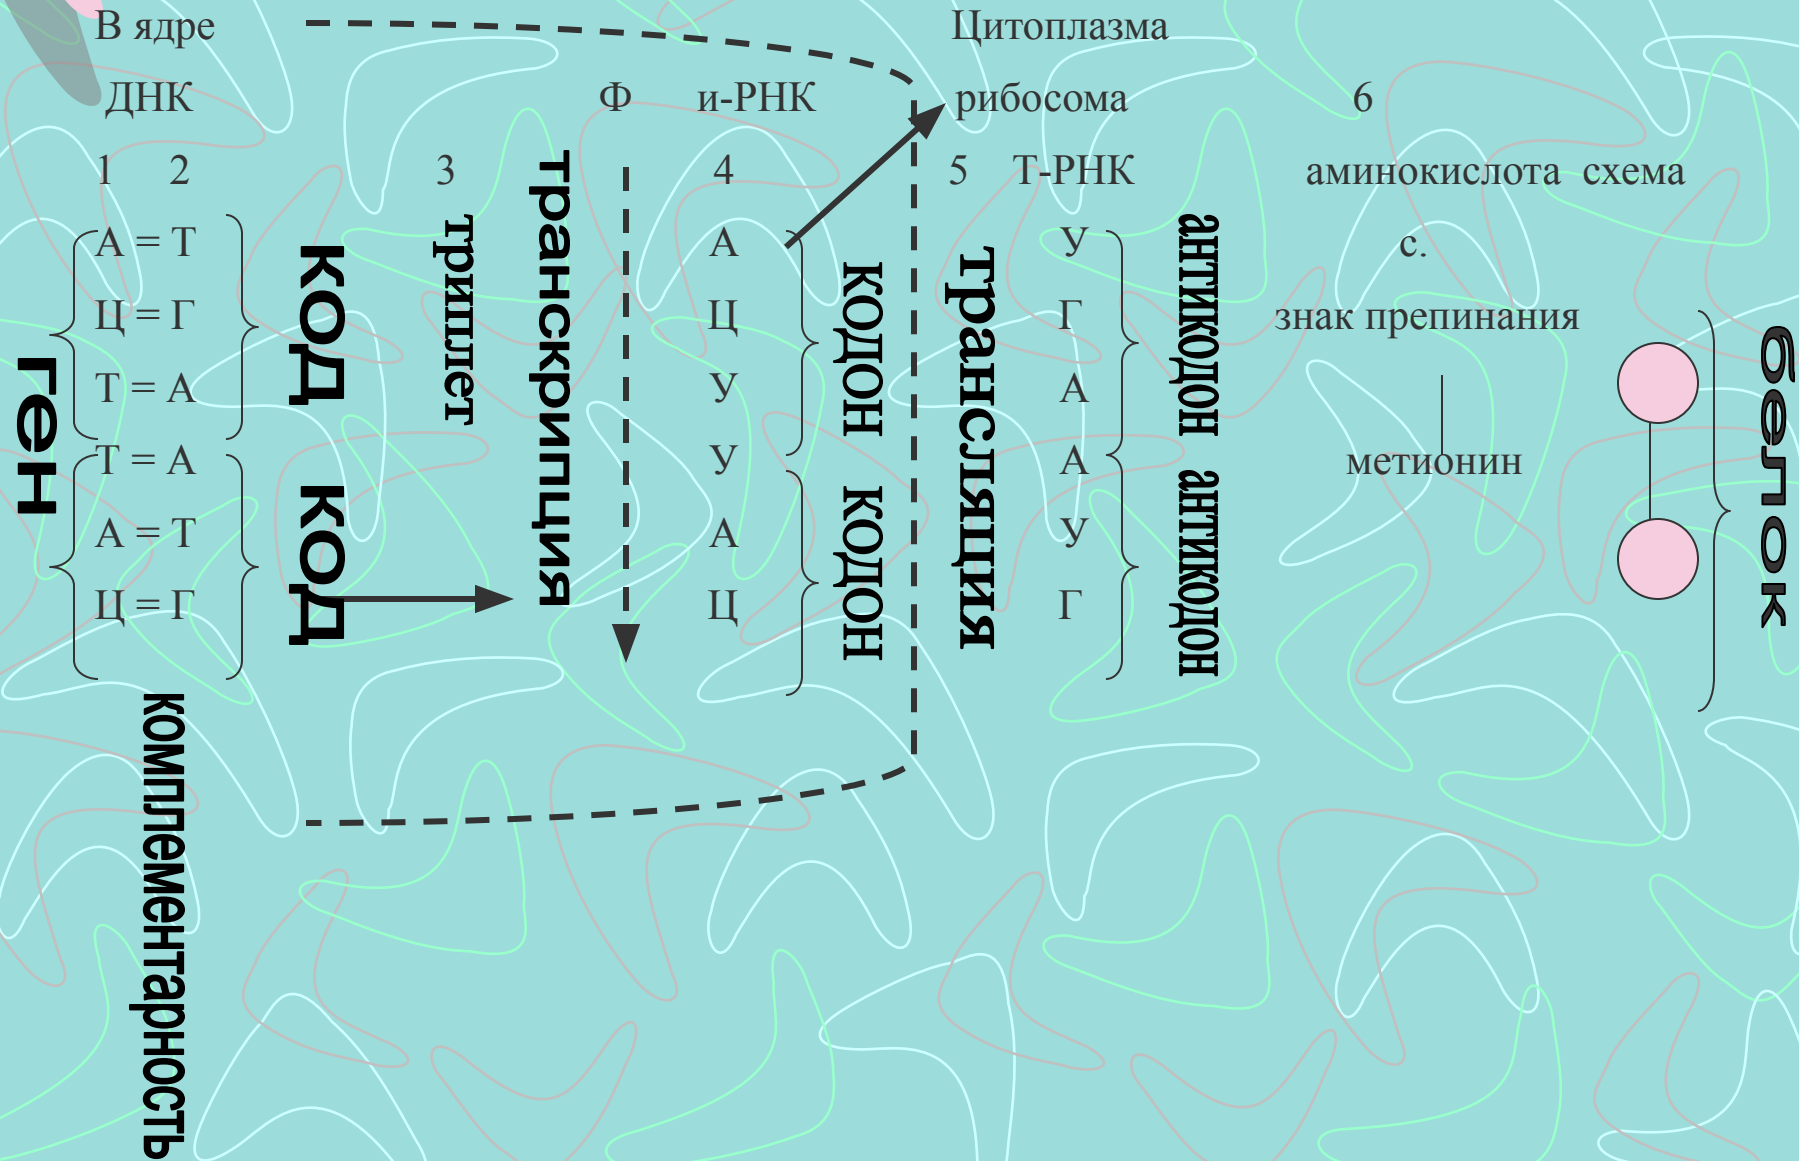 В ядре Цитоплазма
ДНК Ф и-РНК рибосома 6
1 2 3 4 5 Т-РНК аминокислота схема
А = Т А У с.
Ц = Г Ц Г знак препинания
Т = А У А
Т = А У А метионин
А = Т А У
Ц = Г Ц Г
ген
код
код
триплет
транскрипция
кодон
кодон
трансляция
антикодон
антикодон
белок
комплементарность